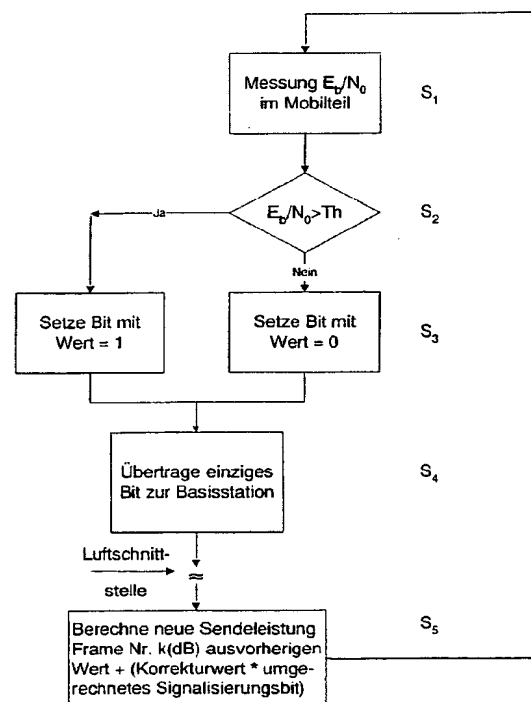 Messung E_b/N_0
im Mobilteil
S_1
E_b/N_0>Th
S_2
Ja
Nein
Setze Bit mit
Wert = 1
Setze Bit mit
Wert = 0
S_3
Übertrage einziges
Bit zur Basisstation
S_4
Luftschnitt-
stelle
≈
Berechne neue Sendeleistung
Frame Nr. k(dB) ausvorherigen
Wert + (Korrekturwert * umge-
rechnetes Signalisierungsbit)
S_5